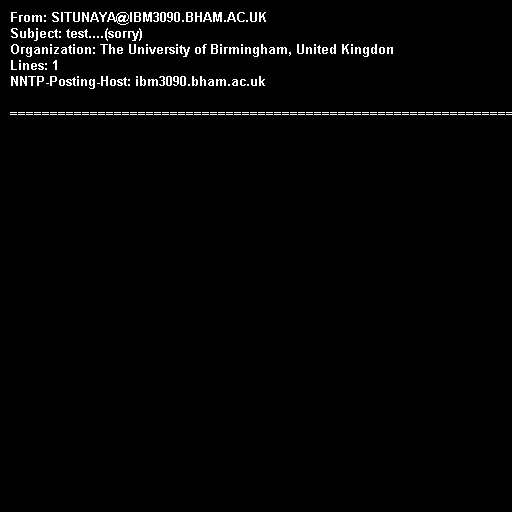 From: SITUNAYA@IBM3090.BHAM.AC.UK
Subject: test....(sorry)
Organization: The University of Birmingham, United Kingdon
Lines: 1
NNTP-Posting-Host: ibm3090.bham.ac.uk

==============================================================